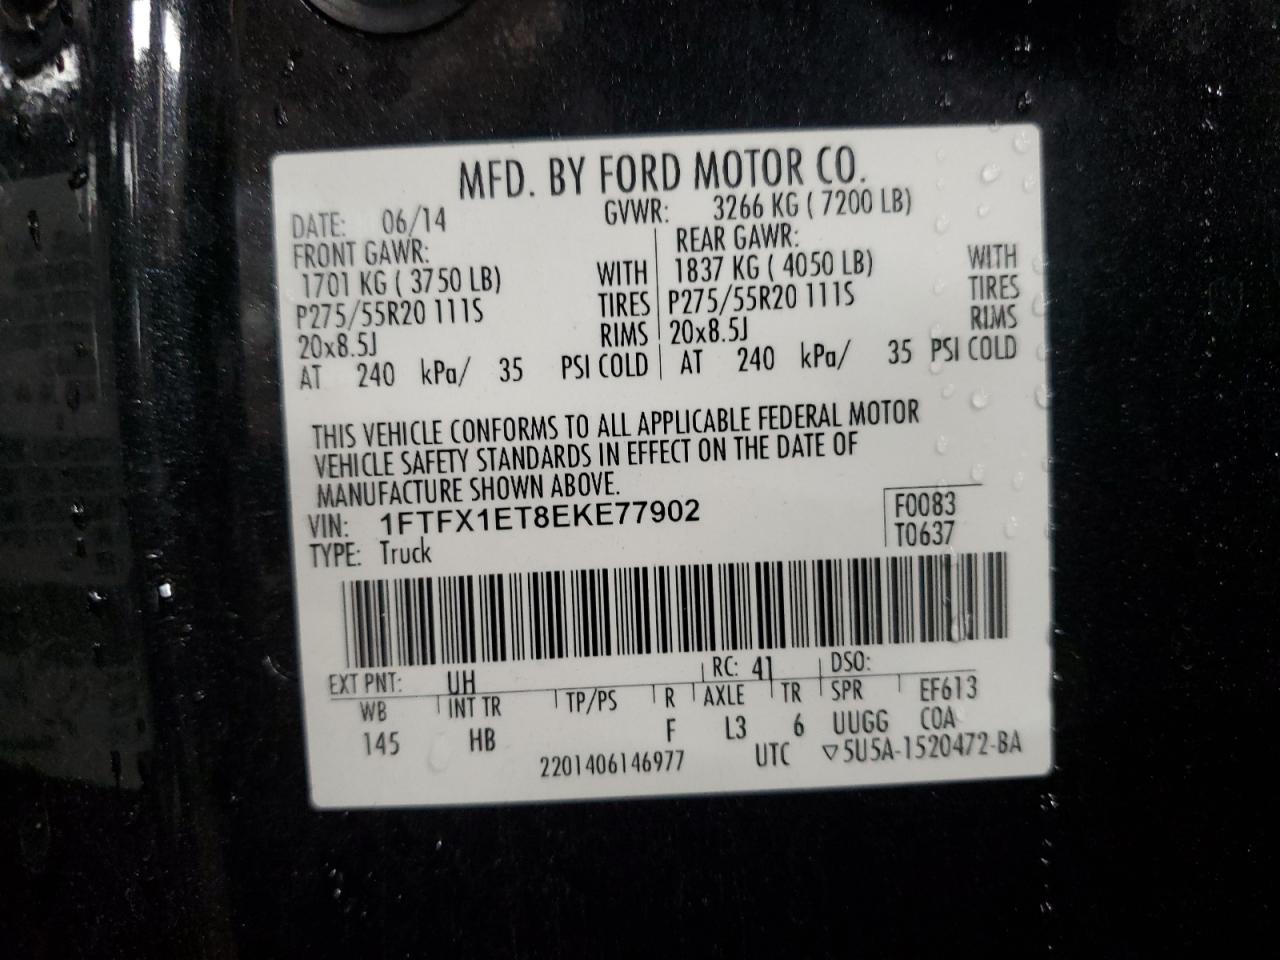 MFD. BY FORD MOTOR CO.
DATE: 06/14 GVWR: 3266 KG ( 7200 LB)
FRONT GAWR: REAR GAWR:
1701 KG ( 3750 LB) WITH 1837 KG ( 4050 LB) WITH
P275/55R20 111S TIRES P275/55R20 111S TIRES
20x8.5J RIMS 20x8.5J RIMS
AT 240 kPa/ 35 PSI COLD AT 240 kPa/ 35 PSI COLD
THIS VEHICLE CONFORMS TO ALL APPLICABLE FEDERAL MOTOR
VEHICLE SAFETY STANDARDS IN EFFECT ON THE DATE OF
MANUFACTURE SHOWN ABOVE.
VIN: 1FTFX1ET8EKE77902 F0083
TYPE: Truck T0637
EXT PNT: UH RC: 41 DSO:
WB INT TR TP/PS R AXLE TR SPR EF613
145 HB F L3 6 UUGG COA
2201406146977 UTC ▽5U5A-1520472-BA